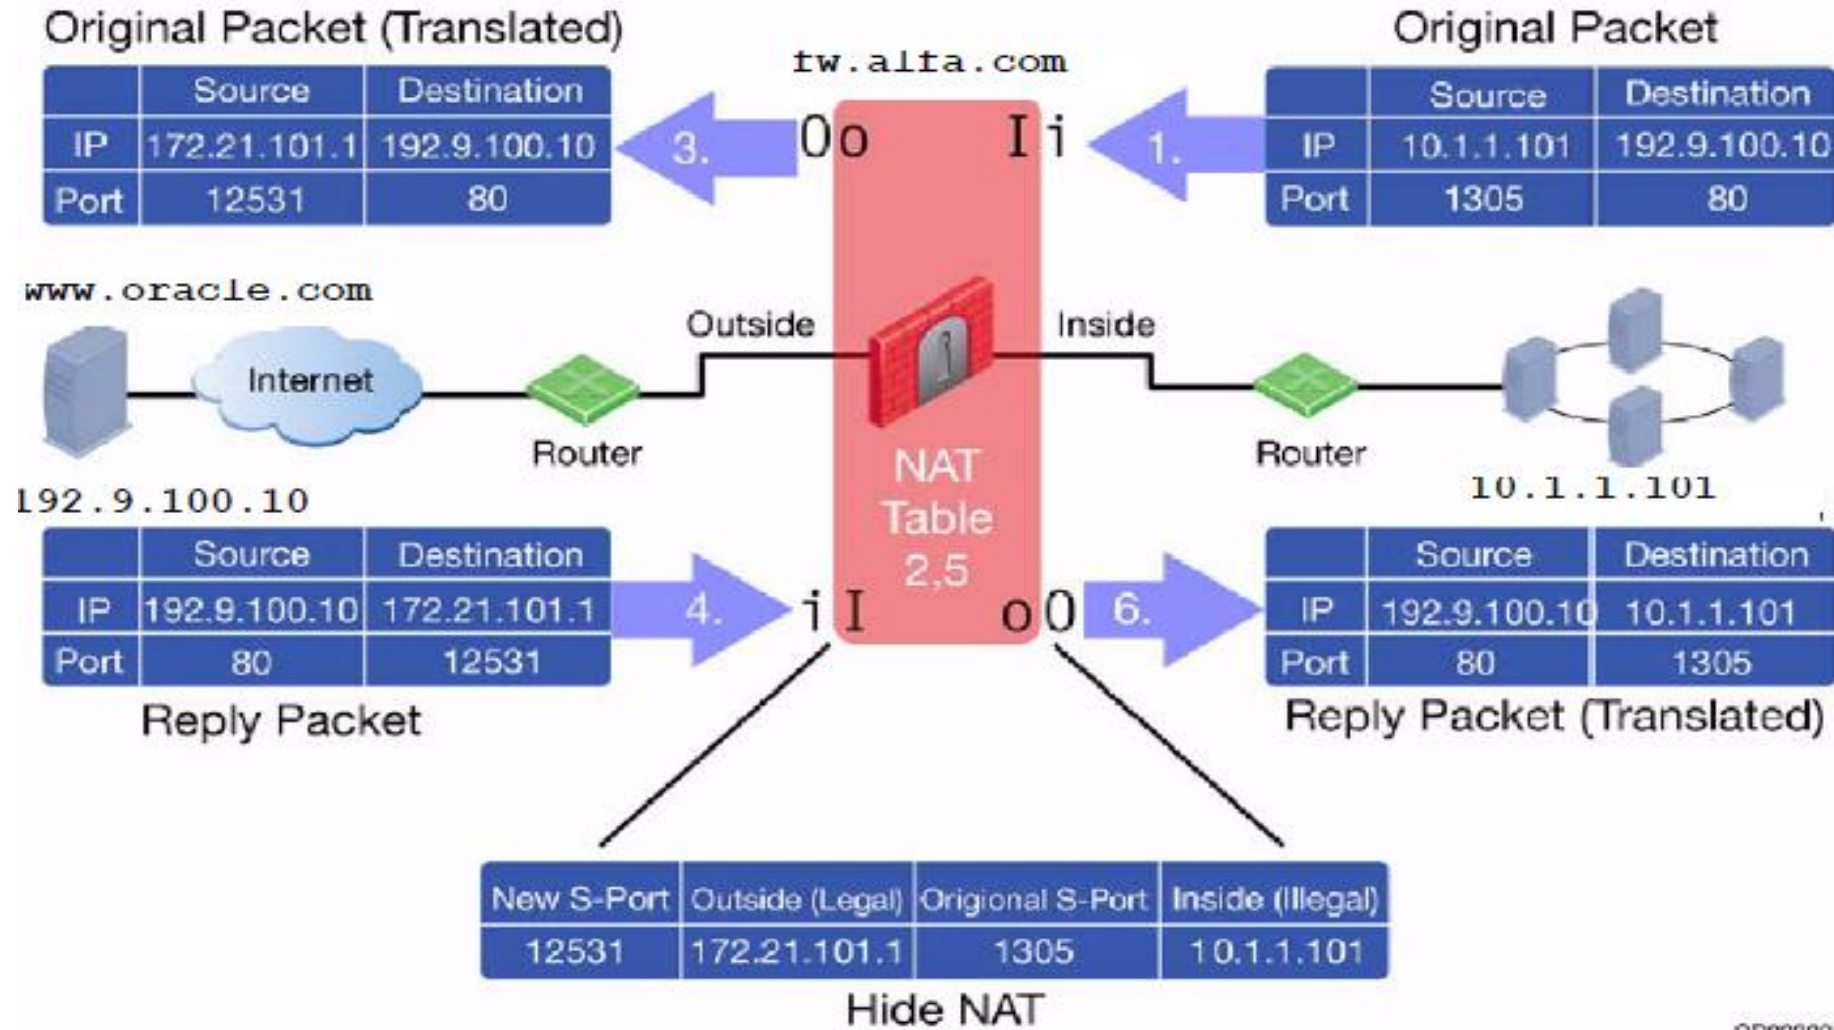 Original Packet (Translated)
fw.alfa.com
Original Packet
Source Destination
IP 172.21.101.1 192.9.100.10
Port 12531 80
3.
Oo
Ii
1.
Source Destination
IP 10.1.1.101 192.9.100.10
Port 1305 80
www.oracle.com
Internet
Router
Outside
Inside
Router
NAT
Table
2,5
192.9.100.10
10.1.1.101
Source Destination
IP 192.9.100.10 172.21.101.1
Port 80 12531
Reply Packet
4.
iI
oO
6.
Source Destination
IP 192.9.100.10 10.1.1.101
Port 80 1305
Reply Packet (Translated)
New S-Port Outside (Legal) Origional S-Port Inside (Illegal)
12531 172.21.101.1 1305 10.1.1.101
Hide NAT